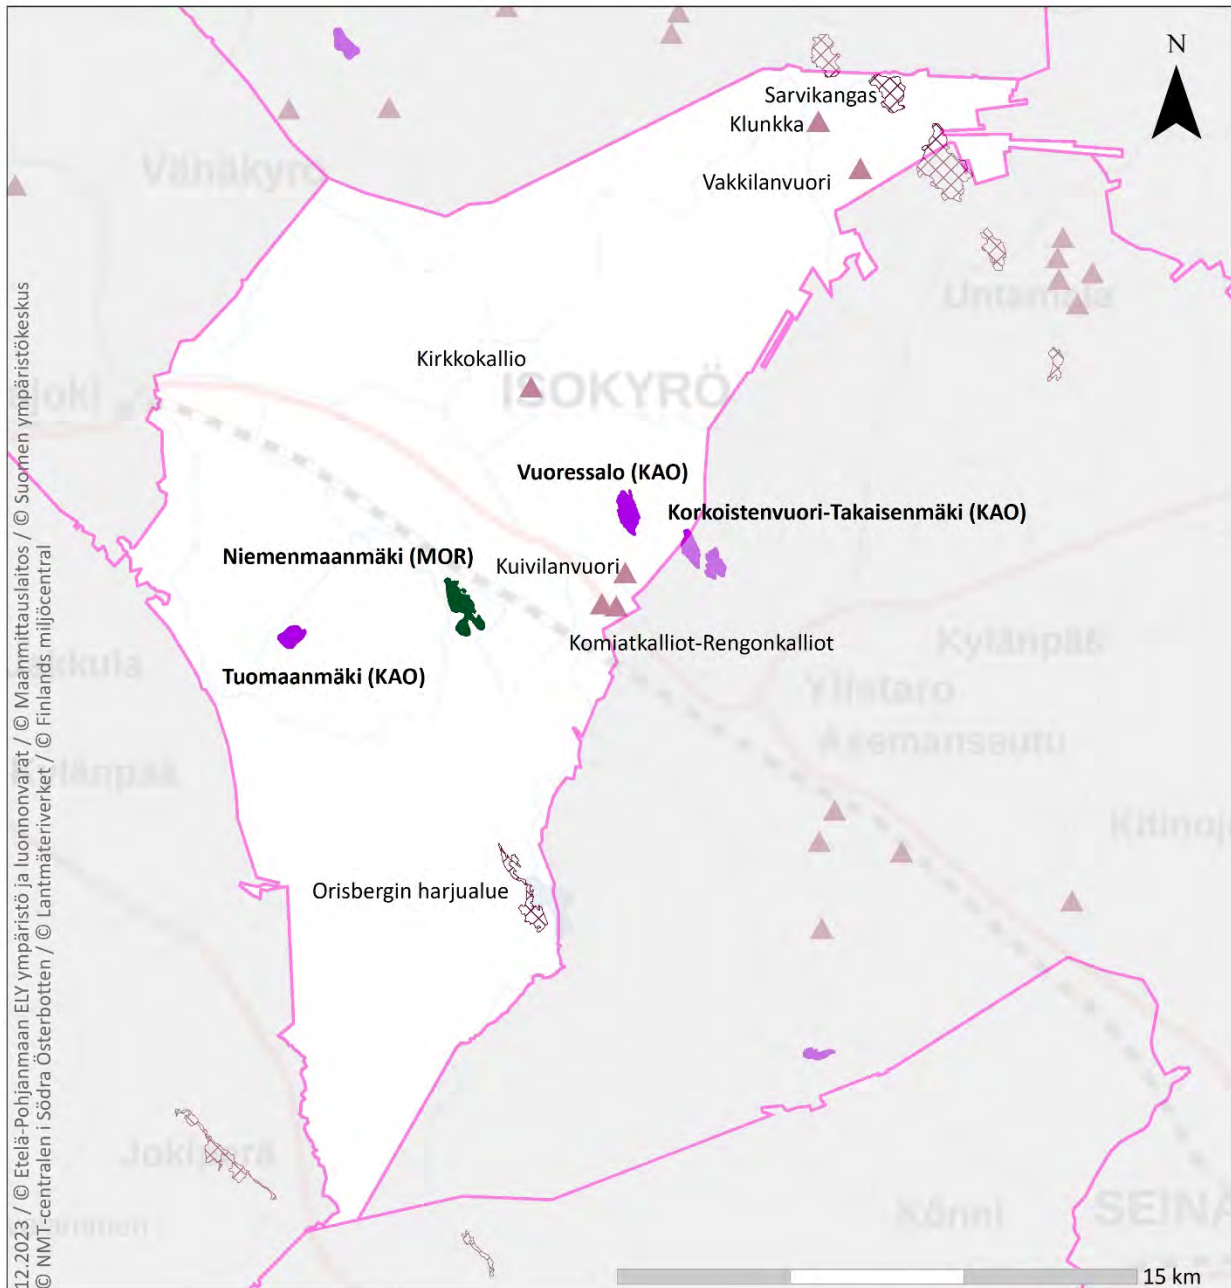 N
Sarvikangas
Klunkka
Vähäkyrö
Vakkilanvuori
Untamala
Kirkkokallio
ISOKYRÖ
joki
Vuoressalo (KAO)
Korkoistenvuori-Takaisenmäki (KAO)
Niemenmaanmäki (MOR)
Kuivilanvuori
Komiatkalliot-Rengonkalliot
Kylänpää
Tuomaanmäki (KAO)
Ylistaro
Asemanseutu
Orisbergin harjualue
SEINÄ
Könni
15 km
12.2023 / © Etelä-Pohjanmaan ELY ympäristö ja luonnonvarat / © Maanmittauslaitos / © Suomen ympäristökeskus
© NMT-centralen i Södra Österbotten / © Lantmäteriverket / © Finlands miljöcentral